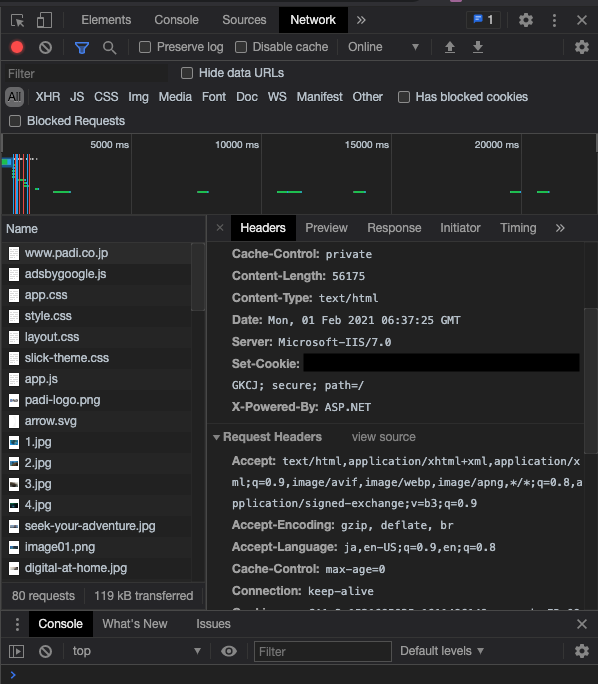 Elements Console Sources Network 1
Preserve log Disable cache Online
Filter Hide data URLs
All XHR JS CSS Img Media Font Doc WS Manifest Other Has blocked cookies
Blocked Requests
5000 ms 10000 ms 15000 ms 20000 ms
Name
www.padi.co.jp
adsbygoogle.js
app.css
style.css
layout.css
slick-theme.css
app.js
padi-logo.png
arrow.svg
1.jpg
2.jpg
3.jpg
4.jpg
seek-your-adventure.jpg
image01.png
digital-at-home.jpg
80 requests 119 kB transferred
Headers Preview Response Initiator Timing
Cache-Control: private
Content-Length: 56175
Content-Type: text/html
Date: Mon, 01 Feb 2021 06:37:25 GMT
Server: Microsoft-IIS/7.0
Set-Cookie:
GKCJ; secure; path=/
X-Powered-By: ASP.NET
Request Headers view source
Accept: text/html,application/xhtml+xml,application/x
ml;q=0.9,image/avif,image/webp,image/apng,*/*;q=0.8,a
pplication/signed-exchange;v=b3;q=0.9
Accept-Encoding: gzip, deflate, br
Accept-Language: ja,en-US;q=0.9,en;q=0.8
Cache-Control: max-age=0
Connection: keep-alive
Console What's New Issues
top Filter Default levels